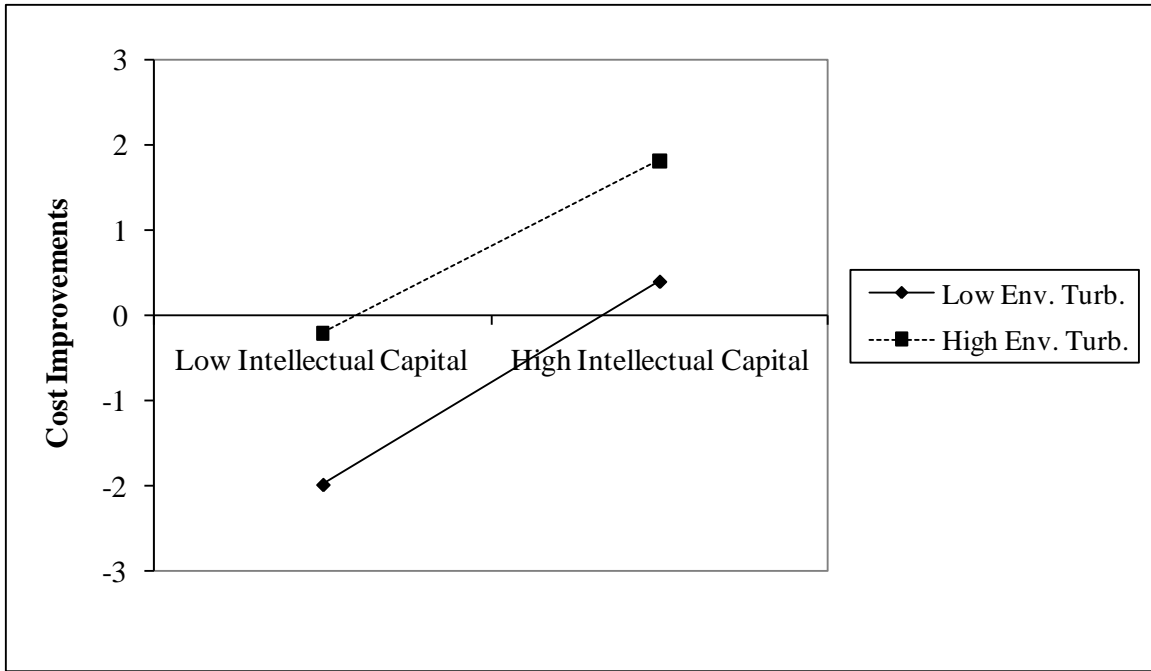 3
2
1
0
-1
-2
-3
Cost Improvements
Low Intellectual Capital
High Intellectual Capital
Low Env. Turb.
High Env. Turb.